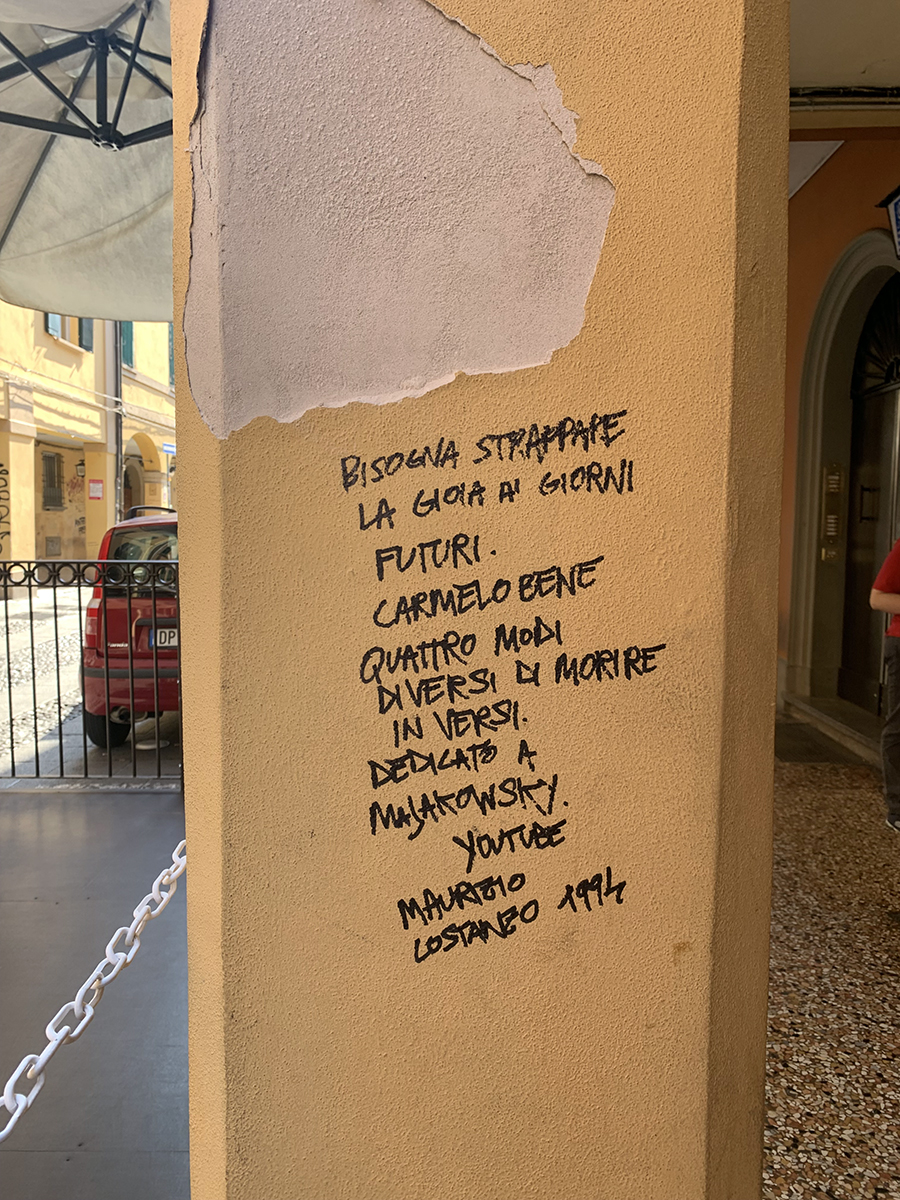 BISOGNA STRAPPARE
LA GIOIA AI GIORNI
FUTURI.
CARMELO BENE
QUATTRO MODI
DIVERSI DI MORIRE
IN VERSI.
DEDICATO A
MAJAKOWSKY.
YOUTUBE
MAURIZIO
COSTANZO 1994
DP